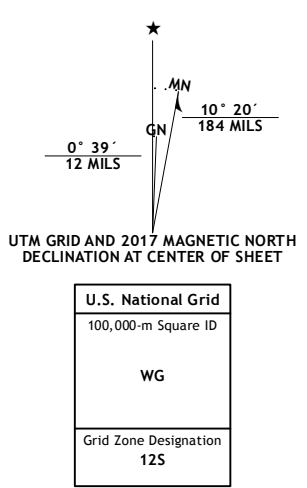 ★
MN
GN
10° 20´
184 MILS
0° 39´
12 MILS
UTM GRID AND 2017 MAGNETIC NORTH
DECLINATION AT CENTER OF SHEET
U.S. National Grid
100,000-m Square ID
WG
Grid Zone Designation
12S